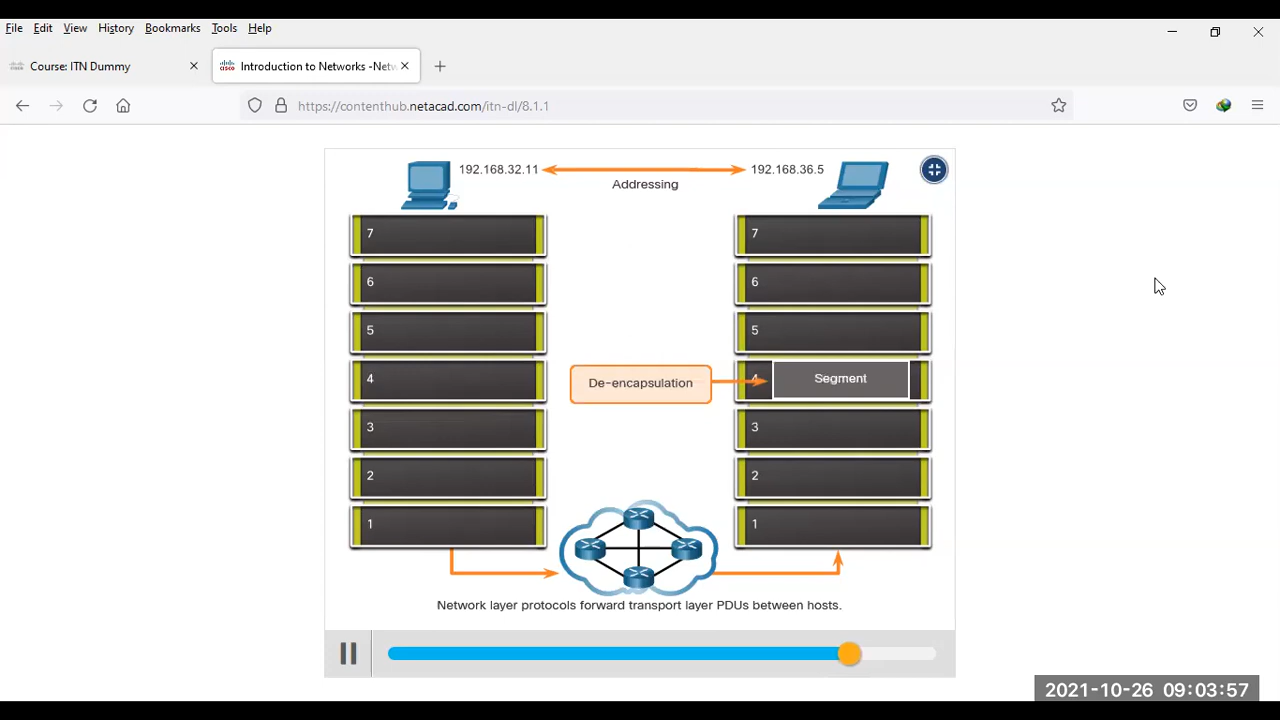 File Edit View History Bookmarks Tools Help
Course: ITN Dummy
Introduction to Networks -Netw
https://contenthub.netacad.com/itn-dl/8.1.1
192.168.32.11
192.168.36.5
Addressing
7
7
6
6
5
5
4
De-encapsulation
4
Segment
3
3
2
2
1
1
Network layer protocols forward transport layer PDUs between hosts.
2021-10-26 09:03:57